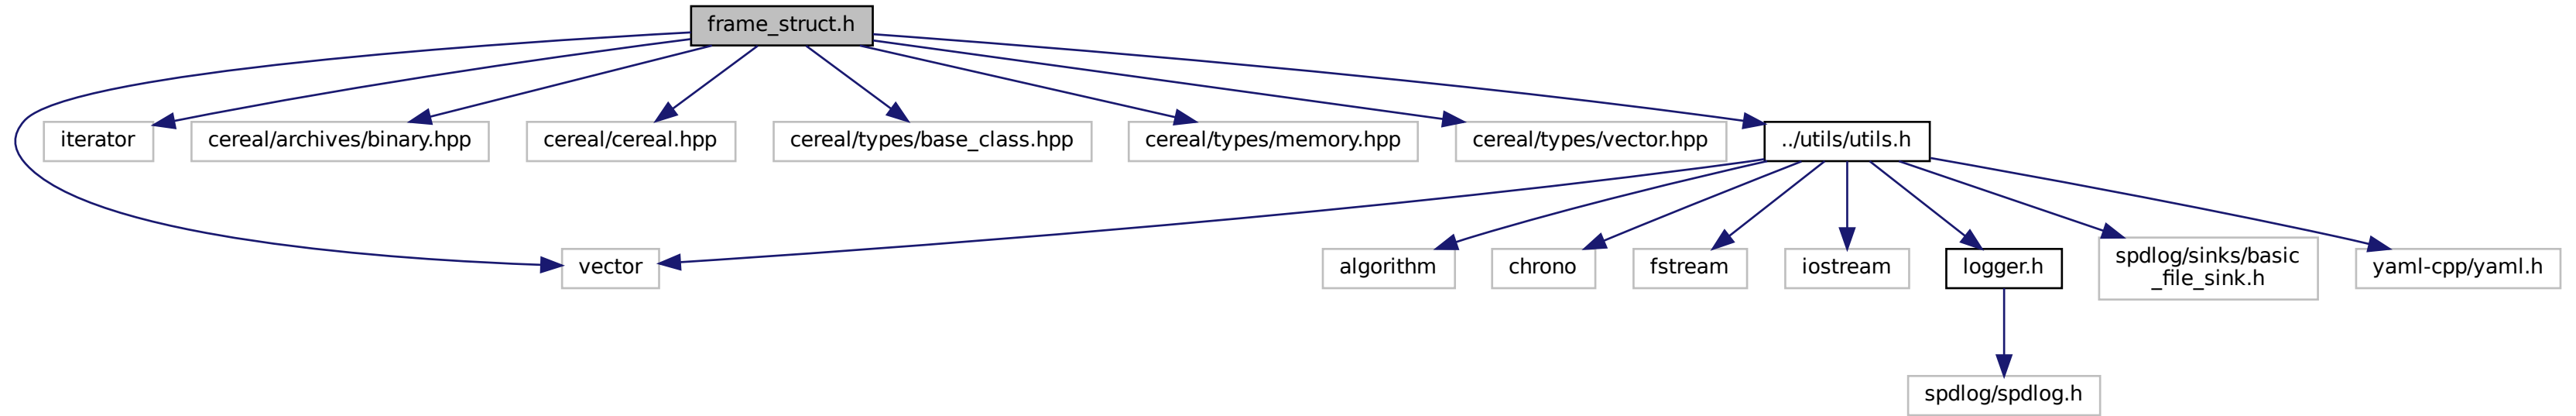 frame_struct.h
iterator
cereal/archives/binary.hpp
cereal/cereal.hpp
cereal/types/base_class.hpp
cereal/types/memory.hpp
cereal/types/vector.hpp
../utils/utils.h
vector
algorithm
chrono
fstream
iostream
logger.h
spdlog/sinks/basic
_file_sink.h
yaml-cpp/yaml.h
spdlog/spdlog.h